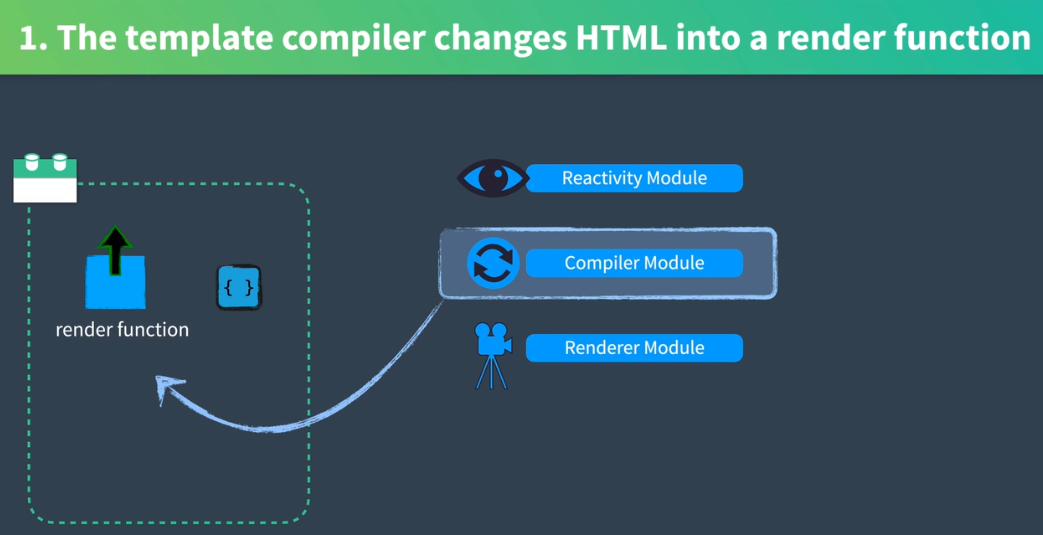 1. The template compiler changes HTML into a render function
Reactivity Module
Compiler Module
{ }
render function
Renderer Module